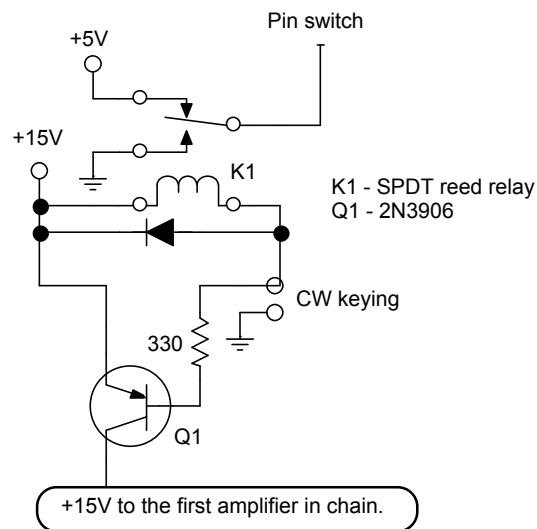 Pin switch
+5V
+15V
K1
K1 - SPDT reed relay
Q1 - 2N3906
CW keying
330
Q1
+15V to the first amplifier in chain.